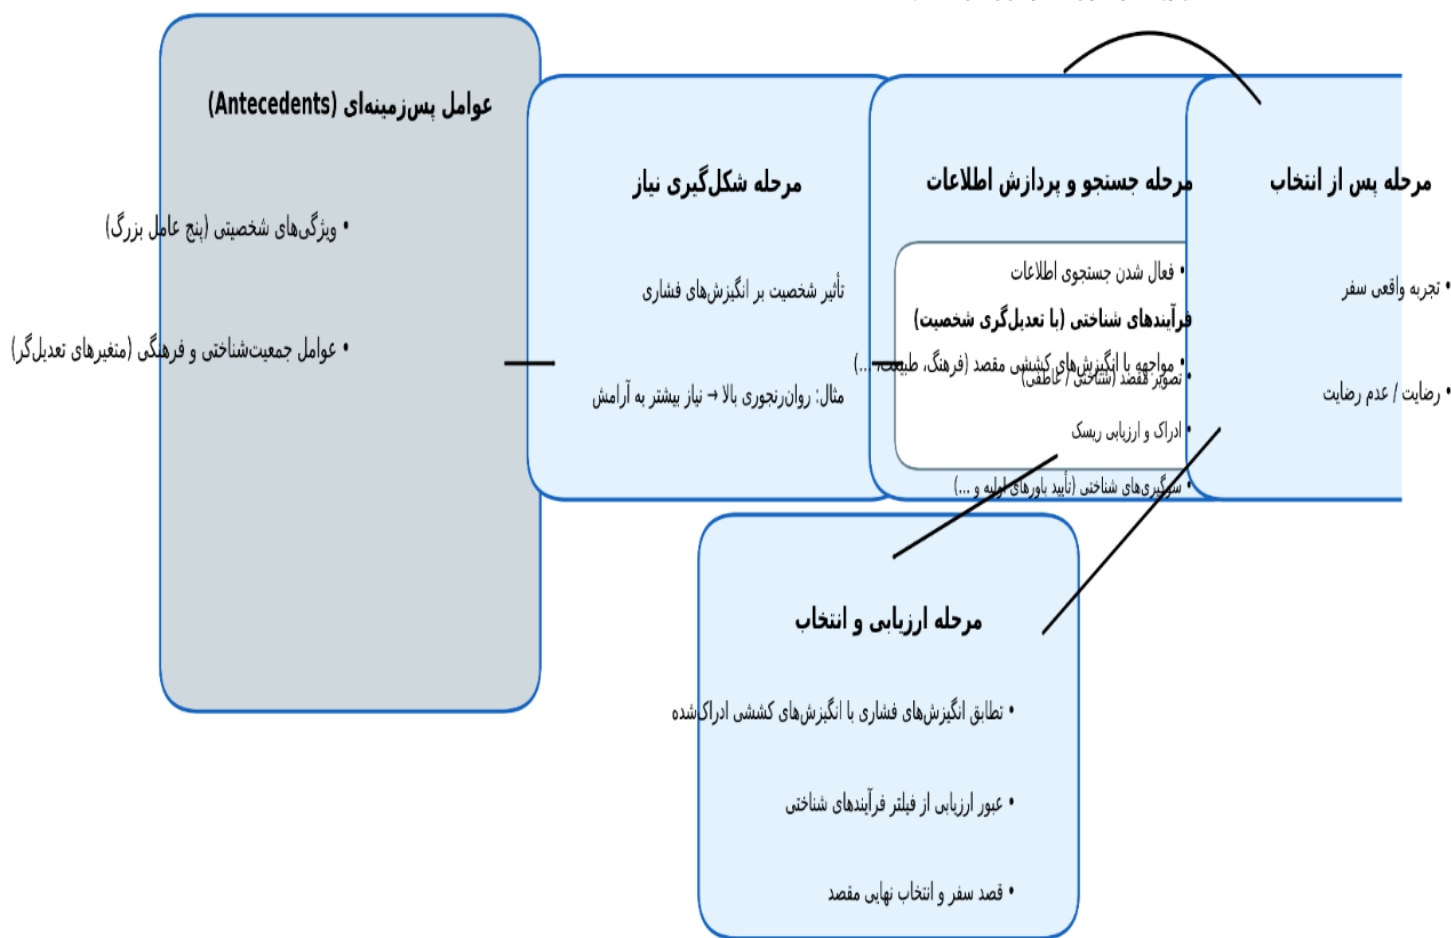 عوامل پس‌زمینه‌ای (Antecedents)
• ویژگی‌های شخصیتی (پنج عامل بزرگ)
• عوامل جمعیت‌شناختی و فرهنگی (متغیرهای تعدیل‌گر)
مرحله شکل‌گیری نیاز
تأثیر شخصیت بر انگیزش‌های فشاری
مثال: روان‌رنجوری بالا → نیاز بیشتر به آرامش
مرحله جستجو و پردازش اطلاعات
• فعال شدن جستجوی اطلاعات
فرآیندهای شناختی (با تعدیل‌گری شخصیت)
• مواجهه با انگیزش‌های کششی مقصد (فرهنگ، طبیعت، ...)
• تصویر مقصد (شناختی / عاطفی)
• ادراک و ارزیابی ریسک
• سوگیری‌های شناختی (تأیید باورهای اولیه و ...)
مرحله پس از انتخاب
• تجربه واقعی سفر
• رضایت / عدم رضایت
مرحله ارزیابی و انتخاب
• تطابق انگیزش‌های فشاری با انگیزش‌های کششی ادراک‌شده
• عبور ارزیابی از فیلتر فرآیندهای شناختی
• قصد سفر و انتخاب نهایی مقصد